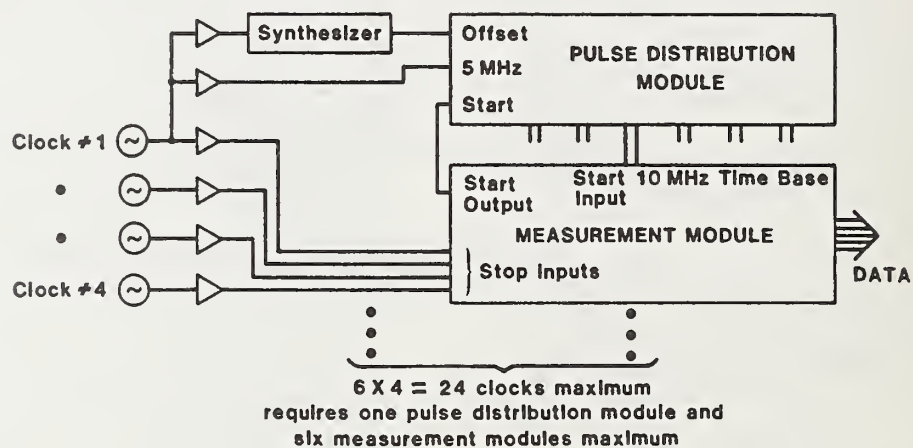 Synthesizer
Offset
5 MHz
Start
PULSE DISTRIBUTION
MODULE
Clock ≠1
~
~
~
Clock ≠4
~
Start
Output
Start 10 MHz Time Base
Input
MEASUREMENT MODULE
Stop Inputs
DATA
6 X 4 = 24 clocks maximum
requires one pulse distribution module and
six measurement modules maximum